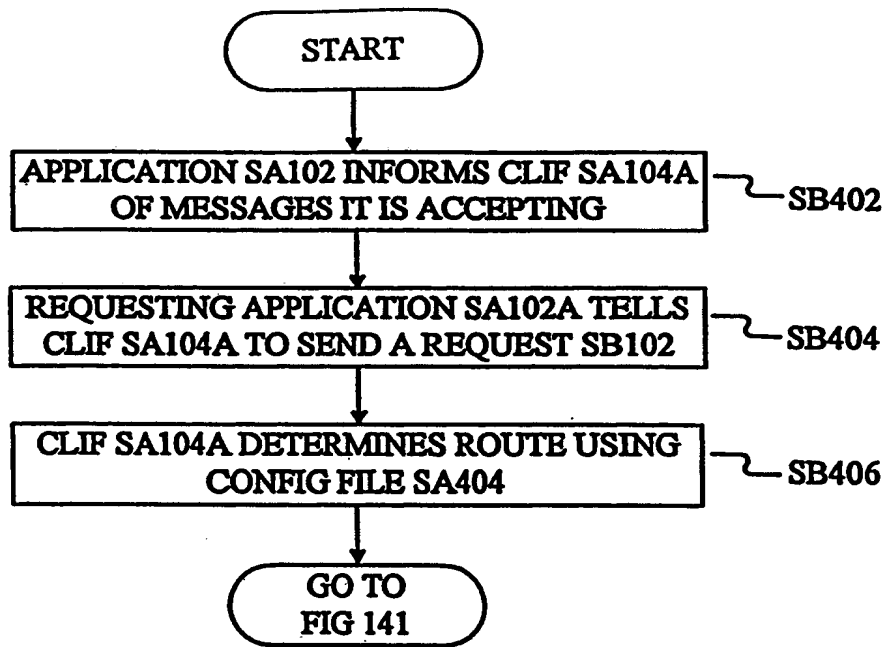 START
APPLICATION SA102 INFORMS CLIF SA104A
OF MESSAGES IT IS ACCEPTING
SB402
REQUESTING APPLICATION SA102A TELLS
CLIF SA104A TO SEND A REQUEST SB102
SB404
CLIF SA104A DETERMINES ROUTE USING
CONFIG FILE SA404
SB406
GO TO
FIG 141